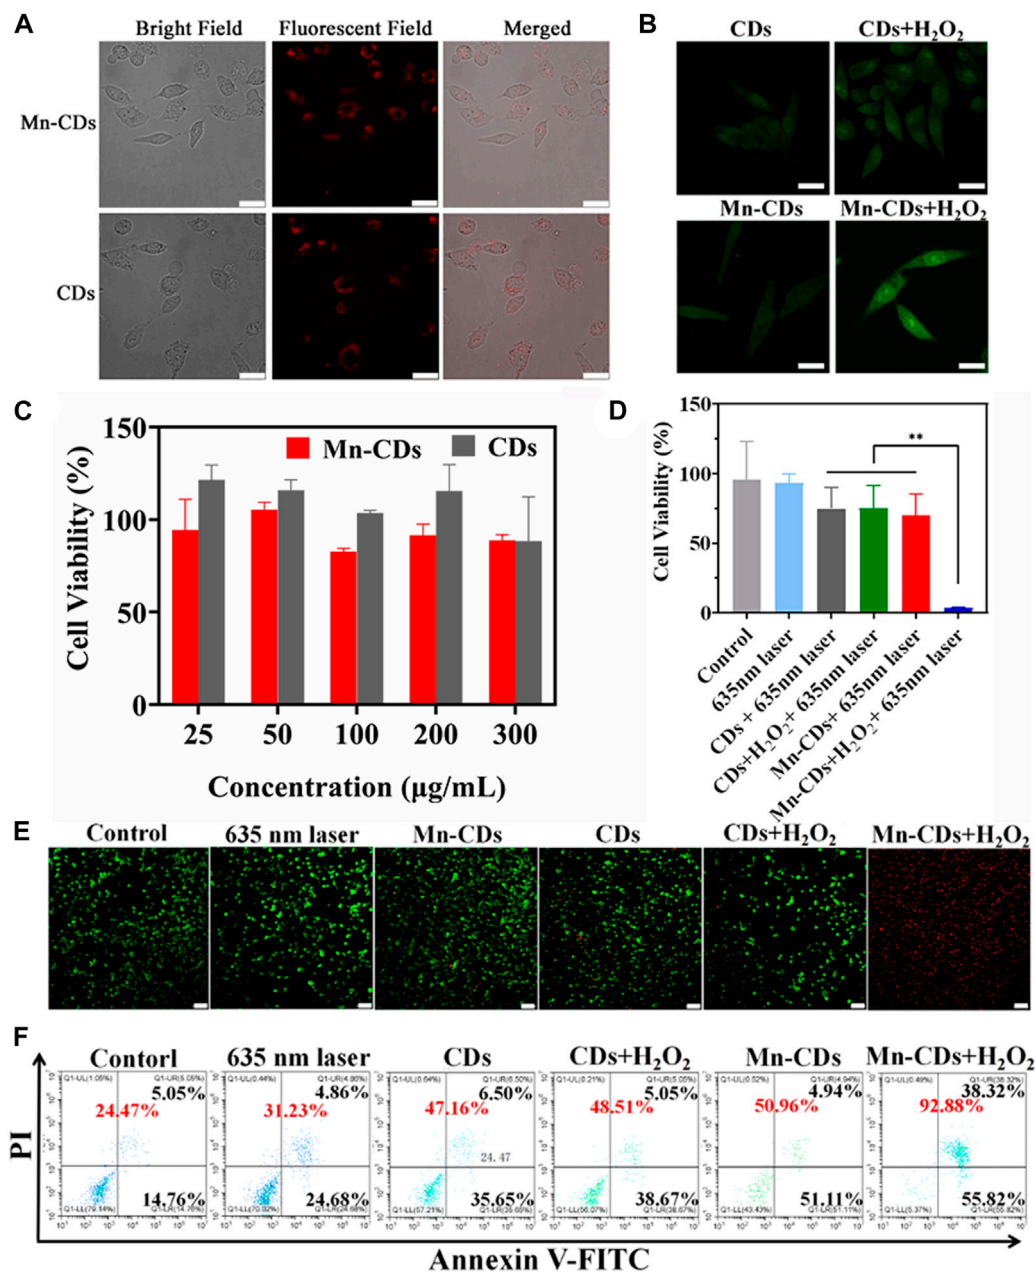 A
Bright Field Fluorescent Field Merged
Mn-CDs
CDs
B
CDs CDs+H₂O₂
Mn-CDs Mn-CDs+H₂O₂
C
Cell Viability (%)
150
100
50
0
Mn-CDs CDs
25 50 100 200 300
Concentration (μg/mL)
D
Cell Viability (%)
150
100
50
0
**
Control
635nm laser
CDs + 635nm laser
CDs+H₂O₂+ 635nm laser
Mn-CDs+ 635nm laser
Mn-CDs+H₂O₂+ 635nm laser
E
Control 635 nm laser Mn-CDs CDs CDs+H₂O₂ Mn-CDs+H₂O₂
F
Contorl 635 nm laser CDs CDs+H₂O₂ Mn-CDs Mn-CDs+H₂O₂
5.05% 4.86% 6.50% 5.05% 4.94% 38.32%
24.47% 31.23% 47.16% 48.51% 50.96% 92.88%
24.47
14.76% 24.68% 35.65% 38.67% 51.11% 55.82%
PI
Annexin V-FITC